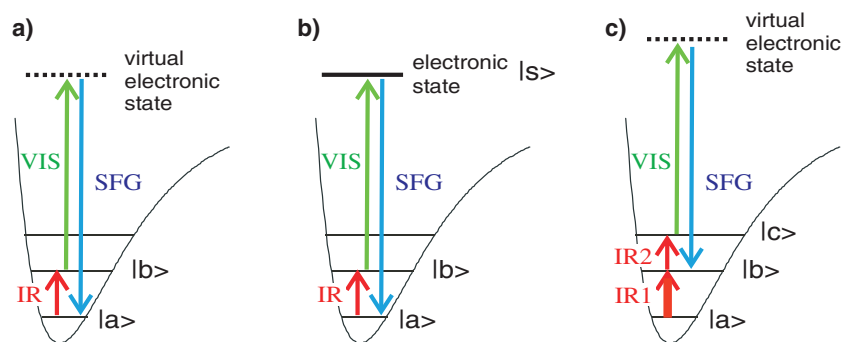 a)
virtual
electronic
state
VIS
SFG
|b>
IR
|a>
b)
electronic
state
|s>
VIS
SFG
|b>
IR
|a>
c)
virtual
electronic
state
VIS
SFG
|c>
IR2
|b>
IR1
|a>